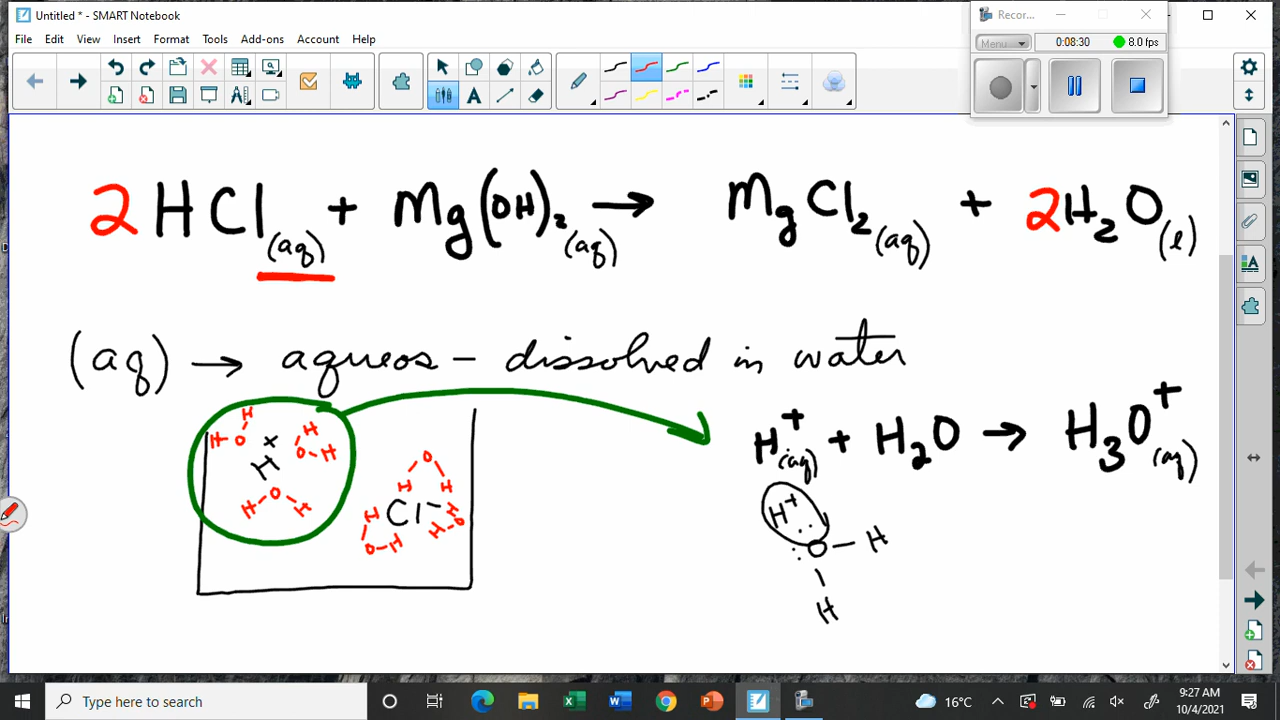 Untitled * - SMART Notebook
Recor...
File Edit View Insert Format Tools Add-ons Account Help
Menu 0:08:30 8.0 fps
2HCl(aq) + Mg(OH)₂(aq) → MgCl₂(aq) + 2H₂O(l)
(aq) → aqueos - dissolved in water
H⁺(aq) + H₂O → H₃O⁺(aq)
H
H O + O H
H
H O H
O
H H
H Cl⁻ H
O H H O
H⁺
O - H
H
Type here to search
16°C
9:27 AM
10/4/2021